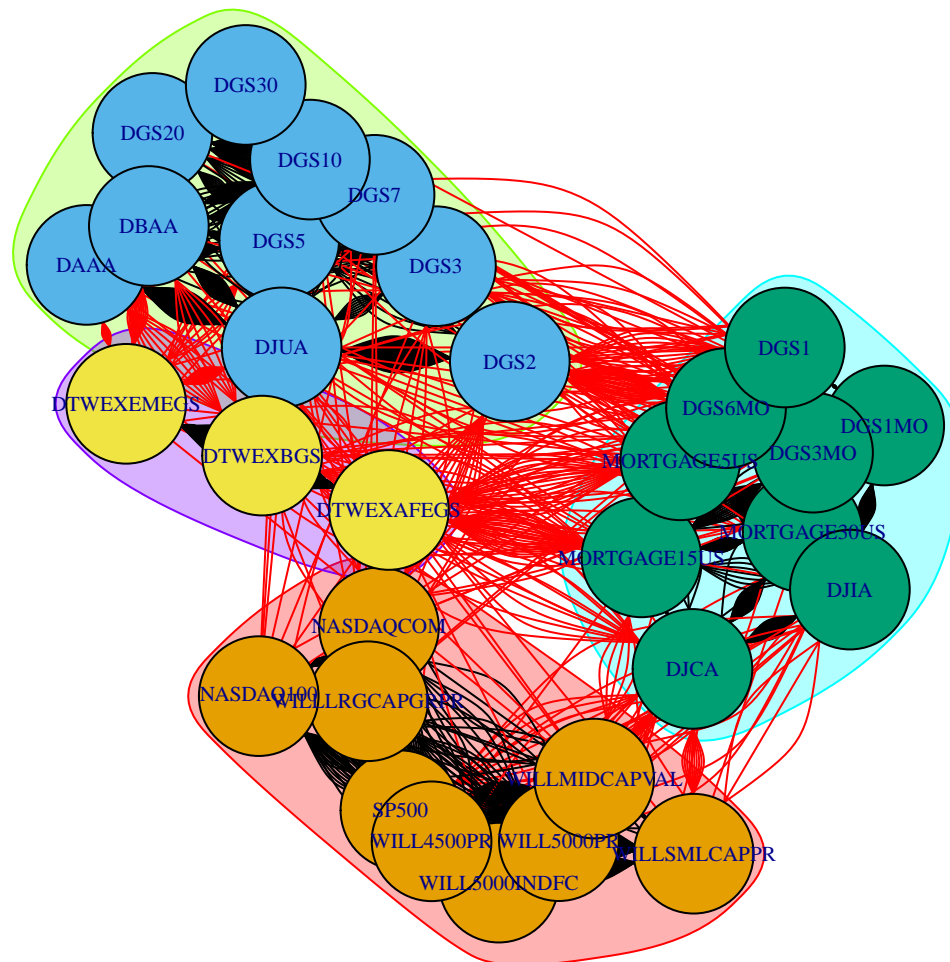 DGS30
DGS20
DGS10
DGS7
DBAA
DGS5
DAAA
DGS3
DJUA
DGS1
DGS2
DTWEXEMEGS
DGS6MO
DGS1MO
DTWEXBGS
MORTGAGE5US
DGS3MO
DTWEXAFEGS
MORTGAGE30US
MORTGAGE15US
DJIA
NASDAQCOM
DJCA
NASDAQ100
WILLLRGCAPGRPR
WILLMIDCAPVAL
SP500
WILL4500PR
WILL5000PR
WILLSMLCAPPR
WILL5000INDFC